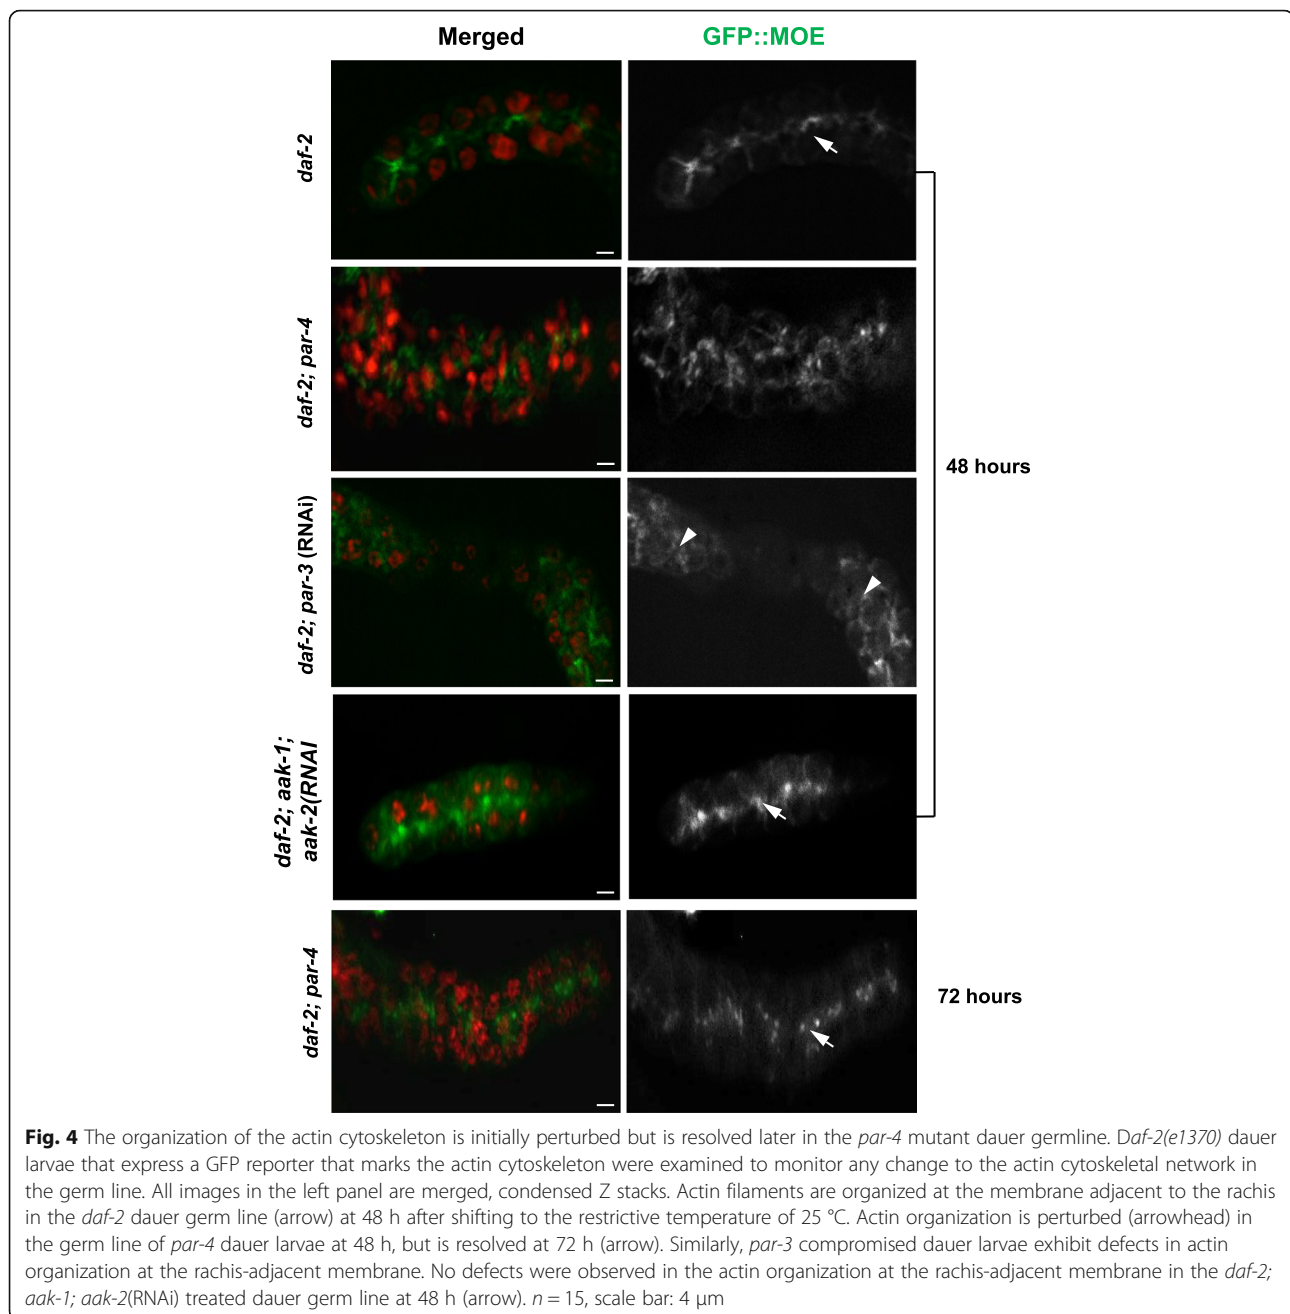 Merged
GFP::MOE
daf-2
daf-2; par-4
daf-2; par-3 (RNAi)
daf-2; aak-1;
aak-2(RNAI
daf-2; par-4
48 hours
72 hours
Fig. 4 The organization of the actin cytoskeleton is initially perturbed but is resolved later in the par-4 mutant dauer germline. Daf-2(e1370) dauer
larvae that express a GFP reporter that marks the actin cytoskeleton were examined to monitor any change to the actin cytoskeletal network in
the germ line. All images in the left panel are merged, condensed Z stacks. Actin filaments are organized at the membrane adjacent to the rachis
in the daf-2 dauer germ line (arrow) at 48 h after shifting to the restrictive temperature of 25 °C. Actin organization is perturbed (arrowhead) in
the germ line of par-4 dauer larvae at 48 h, but is resolved at 72 h (arrow). Similarly, par-3 compromised dauer larvae exhibit defects in actin
organization at the rachis-adjacent membrane. No defects were observed in the actin organization at the rachis-adjacent membrane in the daf-2;
aak-1; aak-2(RNAi) treated dauer germ line at 48 h (arrow). n = 15, scale bar: 4 μm